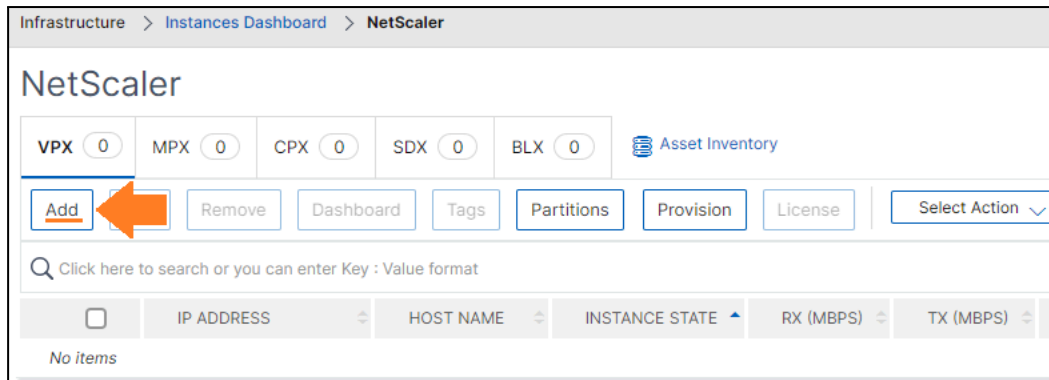 Infrastructure > Instances Dashboard > NetScaler
NetScaler
VPX 0 MPX 0 CPX 0 SDX 0 BLX 0 Asset Inventory
Add Remove Dashboard Tags Partitions Provision License Select Action
Click here to search or you can enter Key : Value format
IP ADDRESS HOST NAME INSTANCE STATE RX (MBPS) TX (MBPS)
No items